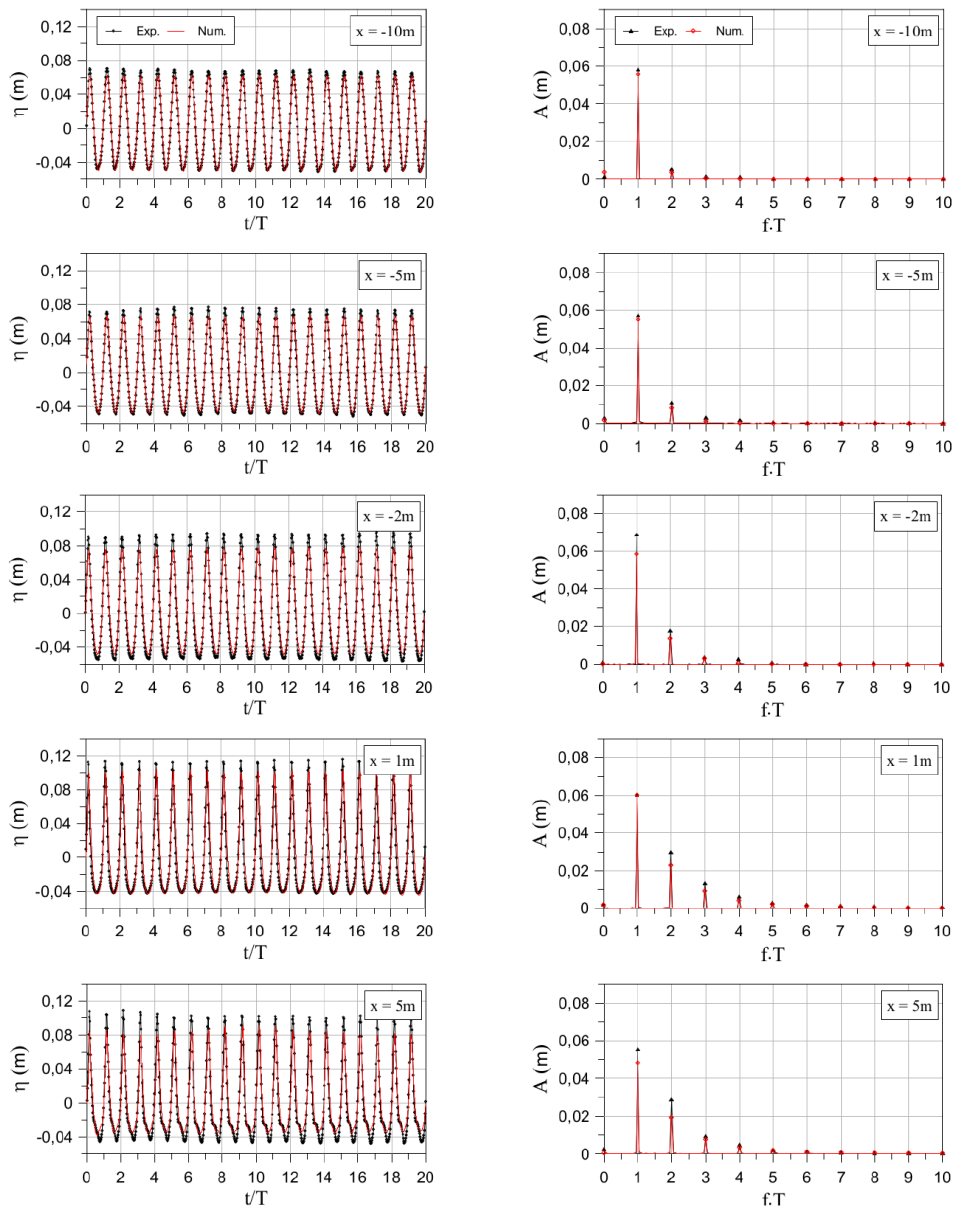 0,12
0,08
0,04
0
-0,04
η (m)
Exp. Num.
x = -10m
0 2 4 6 8 10 12 14 16 18 20
t/T
0,08
0,06
0,04
0,02
0
A (m)
Exp. Num.
x = -10m
0 1 2 3 4 5 6 7 8 9 10
f.T
0,12
0,08
0,04
0
-0,04
η (m)
x = -5m
0 2 4 6 8 10 12 14 16 18 20
t/T
0,08
0,06
0,04
0,02
0
A (m)
x = -5m
0 1 2 3 4 5 6 7 8 9 10
f.T
0,12
0,08
0,04
0
-0,04
η (m)
x = -2m
0 2 4 6 8 10 12 14 16 18 20
t/T
0,08
0,06
0,04
0,02
0
A (m)
x = -2m
0 1 2 3 4 5 6 7 8 9 10
f.T
0,12
0,08
0,04
0
-0,04
η (m)
x = 1m
0 2 4 6 8 10 12 14 16 18 20
t/T
0,08
0,06
0,04
0,02
0
A (m)
x = 1m
0 1 2 3 4 5 6 7 8 9 10
f.T
0,12
0,08
0,04
0
-0,04
η (m)
x = 5m
0 2 4 6 8 10 12 14 16 18 20
t/T
0,08
0,06
0,04
0,02
0
A (m)
x = 5m
0 1 2 3 4 5 6 7 8 9 10
f.T